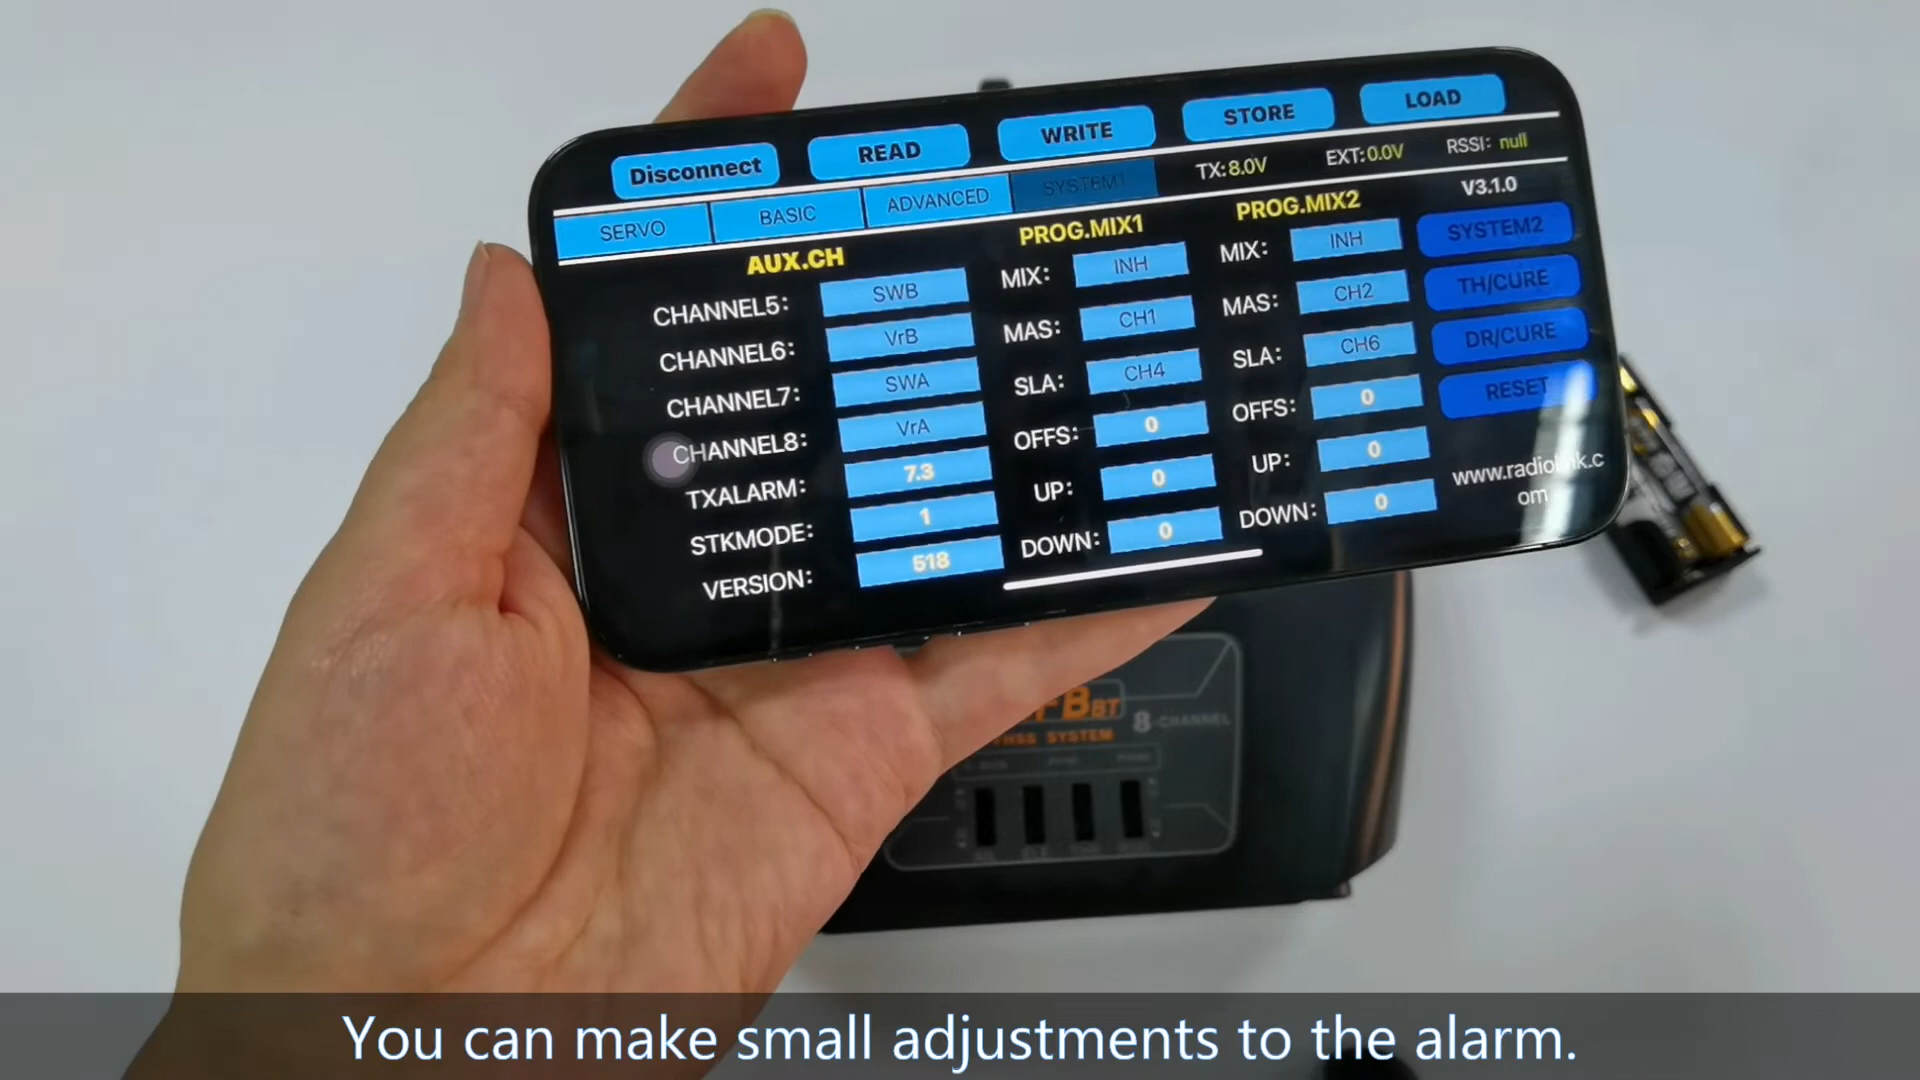 Disconnect READ WRITE STORE LOAD
SERVO BASIC ADVANCED SYSTEM1 TX:8.0V EXT:0.0V RSSI: null
AUX.CH PROG.MIX1 PROG.MIX2 V3.1.0
CHANNEL5: SWB MIX: INH MIX: INH SYSTEM2
CHANNEL6: VrB MAS: CH1 MAS: CH2 TH/CURE
CHANNEL7: SWA SLA: CH4 SLA: CH6 DR/CURE
CHANNEL8: VrA OFFS: 0 OFFS: 0 RESET
TXALARM: 7.3 UP: 0 UP: 0 www.radiolink.c
om
STKMODE: 1 DOWN: 0 DOWN: 0
VERSION: 518
BT 8-CHANNEL
SYSTEM
You can make small adjustments to the alarm.